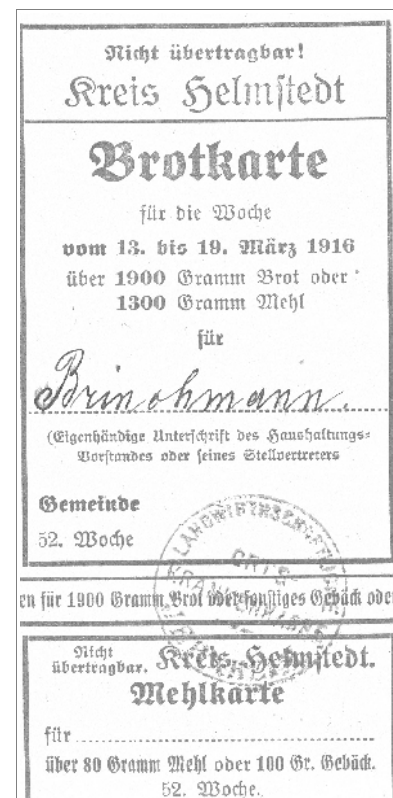 Nicht übertragbar!
Kreis Helmstedt
Brotkarte
für die Woche
vom 13. bis 19. März 1916
über 1900 Gramm Brot oder
1300 Gramm Mehl
für
Brinckmann.
(Eigenhändige Unterschrift des Haushaltungs-
Vorstandes oder seines Stellvertreters
Gemeinde
52. Woche
en für 1900 Gramm Brot oder sonstiges Gebäck ode
Nicht
übertragbar. Kreis Helmstedt.
Mehlkarte
für
über 80 Gramm Mehl oder 100 Gr. Gebäck.
52. Woche.